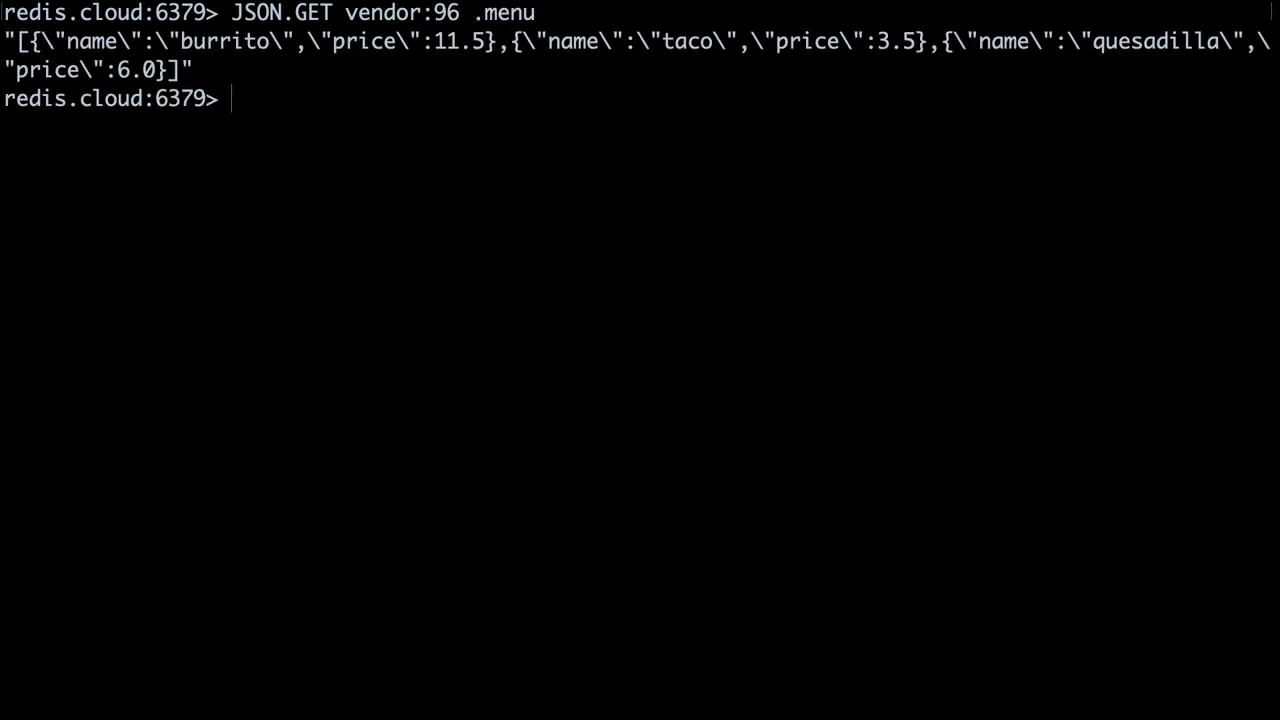 redis.cloud:6379> JSON.GET vendor:96 .menu
"[{\"name\":\"burrito\",\"price\":11.5},{\"name\":\"taco\",\"price\":3.5},{\"name\":\"quesadilla\",\
"price\":6.0}]"
redis.cloud:6379>